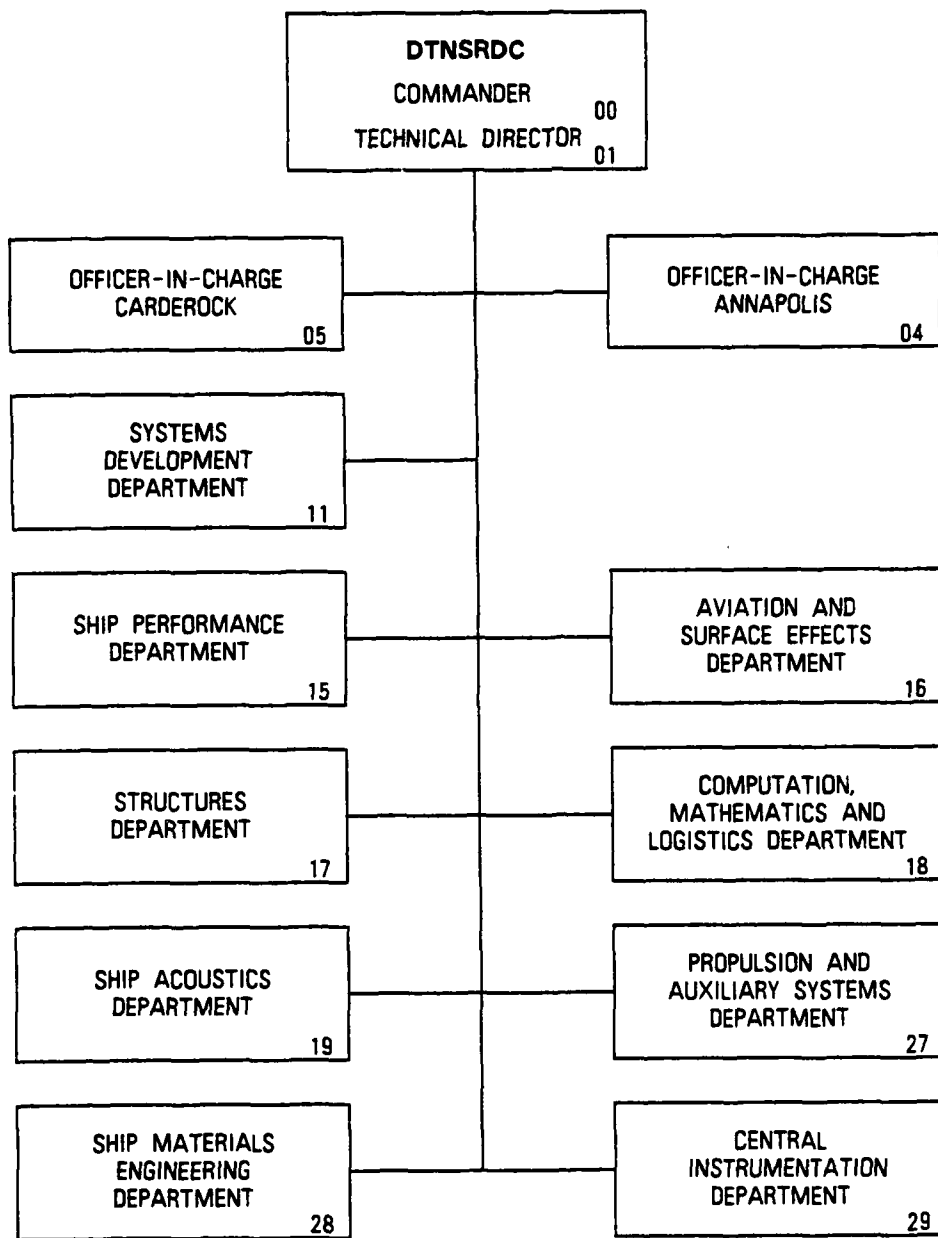 DTNSRDC
COMMANDER
00
TECHNICAL DIRECTOR
01
OFFICER-IN-CHARGE
CARDEROCK
05
OFFICER-IN-CHARGE
ANNAPOLIS
04
SYSTEMS
DEVELOPMENT
DEPARTMENT
11
SHIP PERFORMANCE
DEPARTMENT
15
AVIATION AND
SURFACE EFFECTS
DEPARTMENT
16
STRUCTURES
DEPARTMENT
17
COMPUTATION,
MATHEMATICS AND
LOGISTICS DEPARTMENT
18
SHIP ACOUSTICS
DEPARTMENT
19
PROPULSION AND
AUXILIARY SYSTEMS
DEPARTMENT
27
SHIP MATERIALS
ENGINEERING
DEPARTMENT
28
CENTRAL
INSTRUMENTATION
DEPARTMENT
29